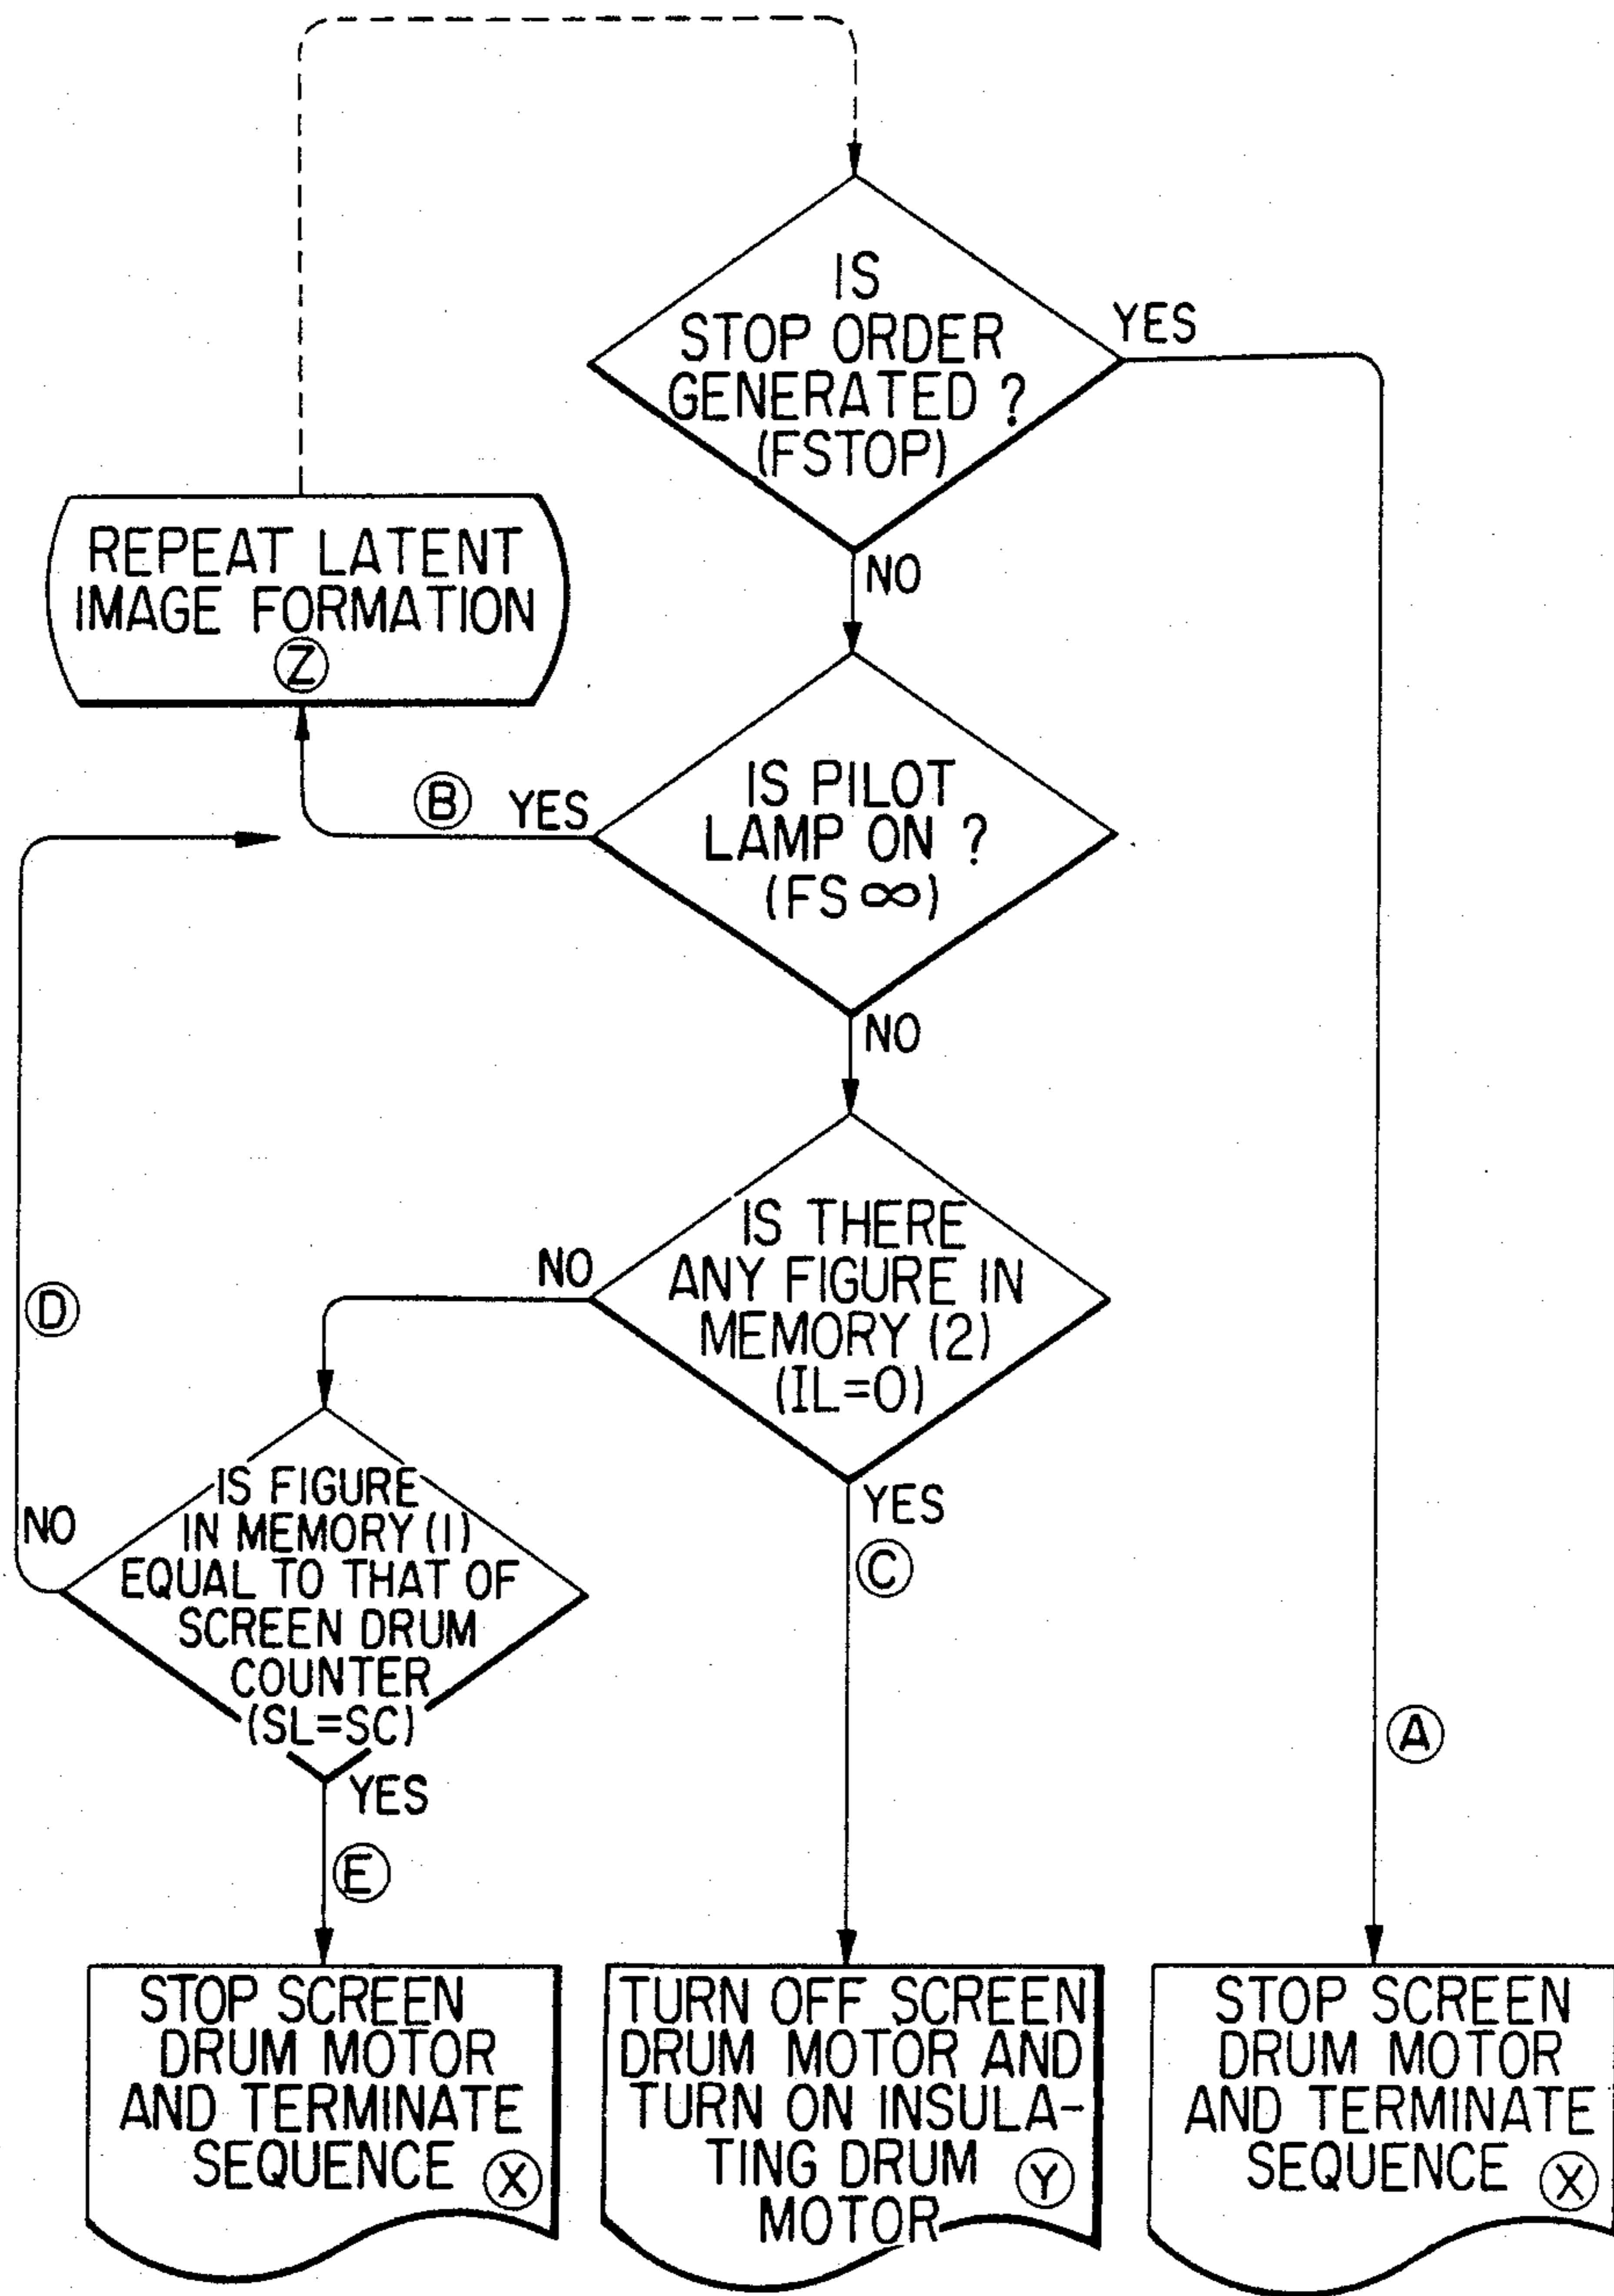 IS
STOP ORDER
GENERATED ?
(FSTOP)
YES
NO
REPEAT LATENT
IMAGE FORMATION
Z
B YES
IS PILOT
LAMP ON ?
(FS ∞)
NO
IS THERE
ANY FIGURE IN
MEMORY (2)
(IL=0)
NO
YES
C
D
IS FIGURE
IN MEMORY (1)
EQUAL TO THAT OF
SCREEN DRUM
COUNTER
(SL=SC)
NO
YES
E
A
STOP SCREEN
DRUM MOTOR
AND TERMINATE
SEQUENCE X
TURN OFF SCREEN
DRUM MOTOR AND
TURN ON INSULA-
TING DRUM
MOTOR Y
STOP SCREEN
DRUM MOTOR
AND TERMINATE
SEQUENCE X